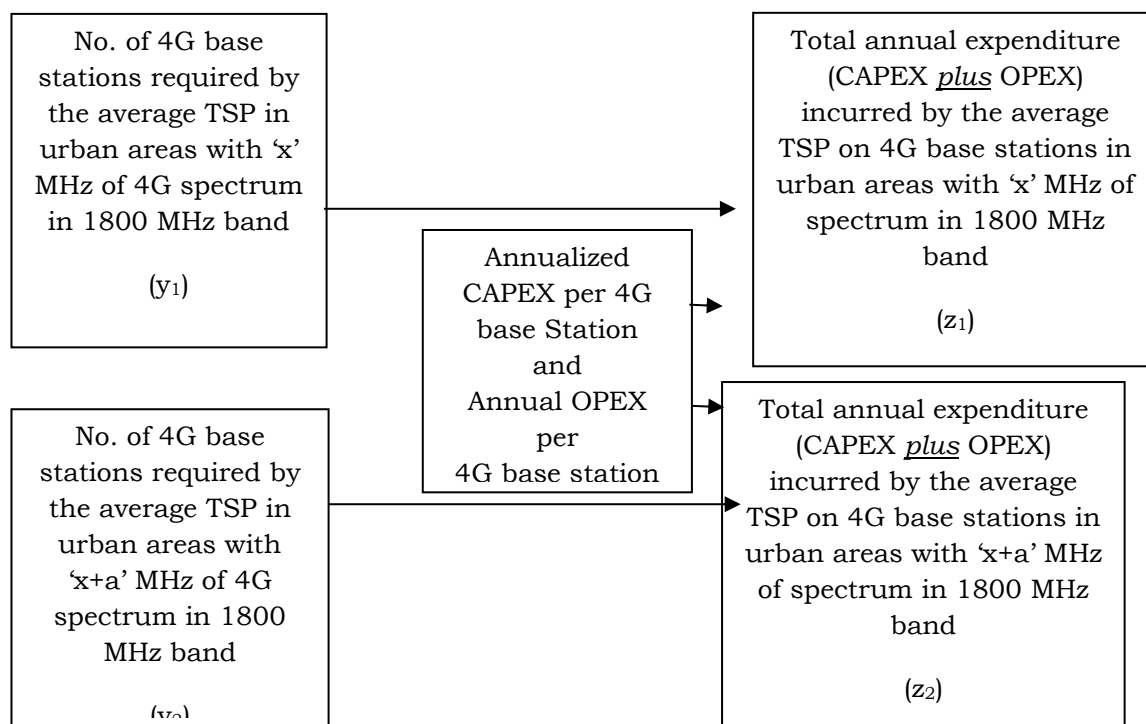 No. of 4G base
stations required by
the average TSP in
urban areas with ‘x’
MHz of 4G spectrum
in 1800 MHz band
(y₁)
Total annual expenditure
(CAPEX plus OPEX)
incurred by the average
TSP on 4G base stations in
urban areas with ‘x’ MHz of
spectrum in 1800 MHz
band
(z₁)
Annualized
CAPEX per 4G
base Station
and
Annual OPEX
per
4G base station
No. of 4G base
stations required by
the average TSP in
urban areas with
‘x+a’ MHz of 4G
spectrum in 1800
MHz band
(y₂)
Total annual expenditure
(CAPEX plus OPEX)
incurred by the average
TSP on 4G base stations in
urban areas with ‘x+a’ MHz
of spectrum in 1800 MHz
band
(z₂)